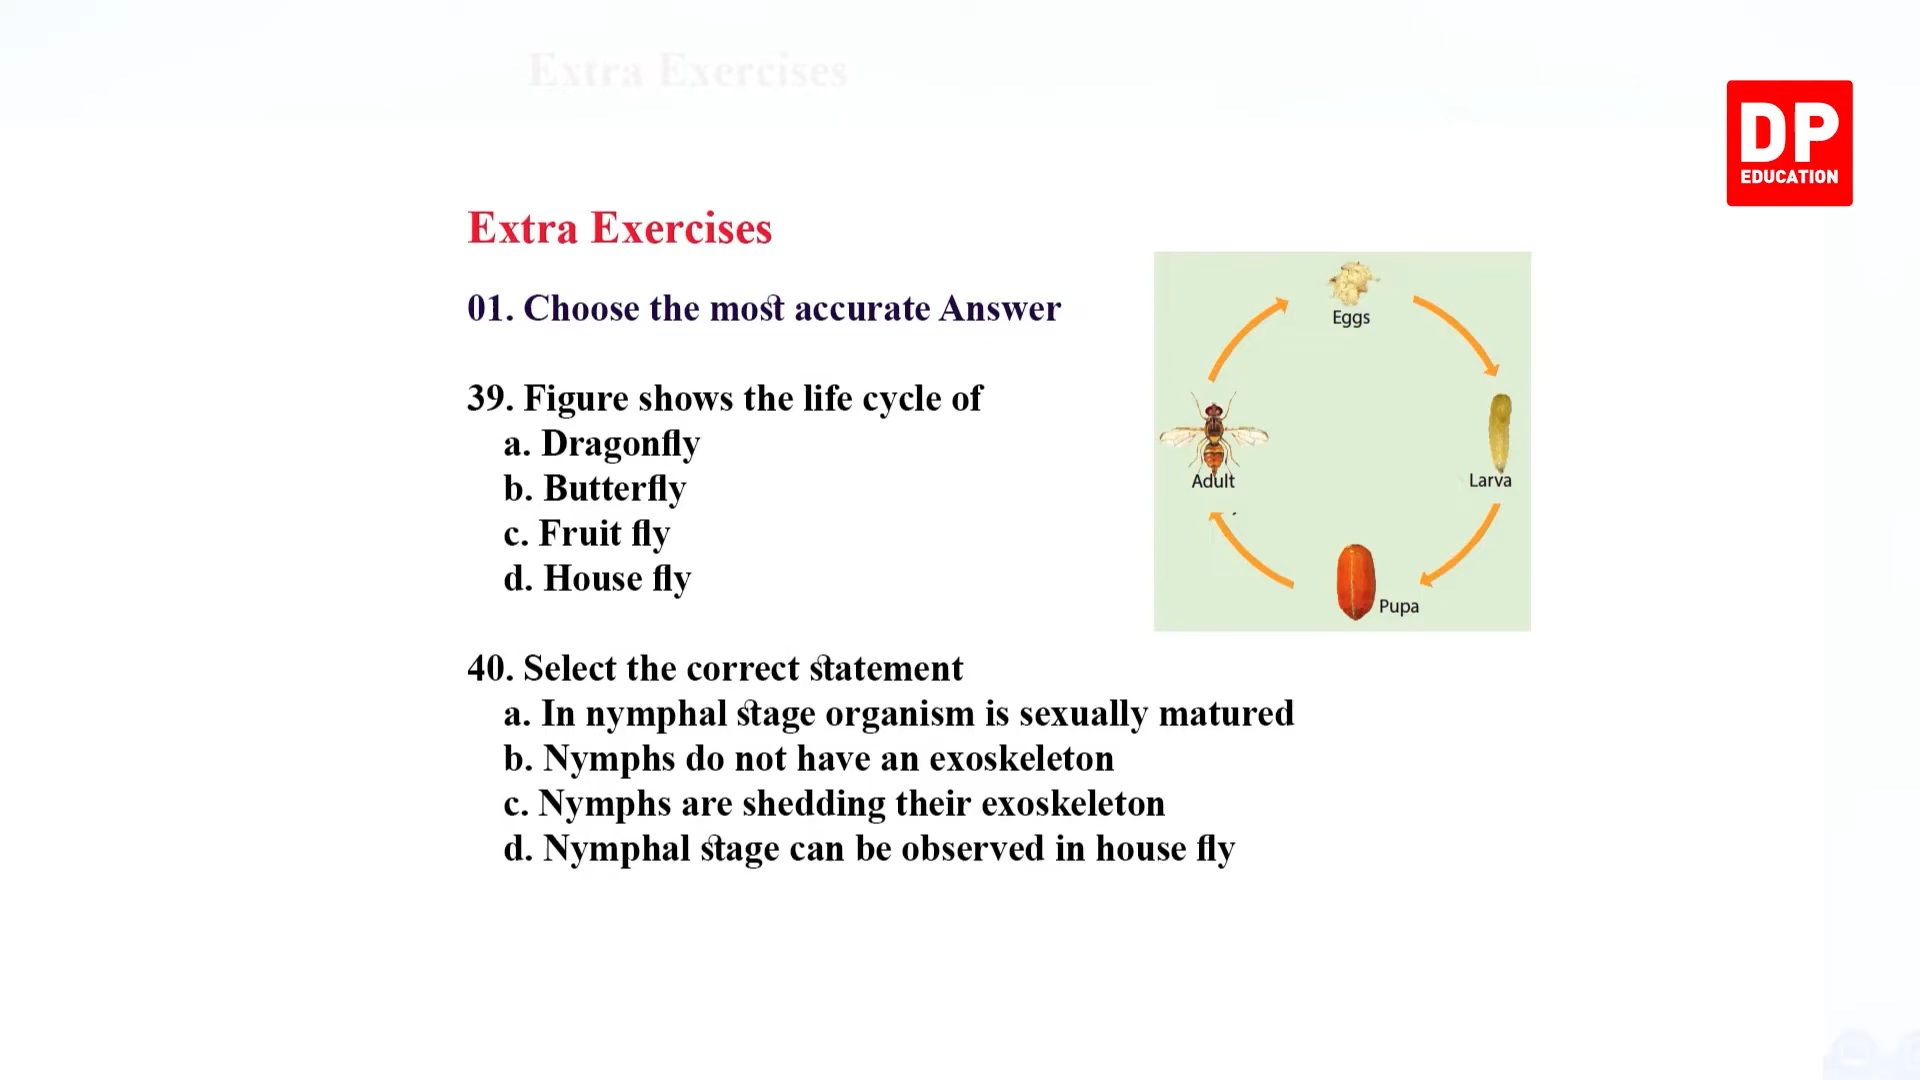 Extra Exercises
DP
EDUCATION
Extra Exercises
01. Choose the most accurate Answer
39. Figure shows the life cycle of
a. Dragonfly
b. Butterfly
c. Fruit fly
d. House fly
Eggs
Adult
Larva
Pupa
40. Select the correct statement
a. In nymphal stage organism is sexually matured
b. Nymphs do not have an exoskeleton
c. Nymphs are shedding their exoskeleton
d. Nymphal stage can be observed in house fly